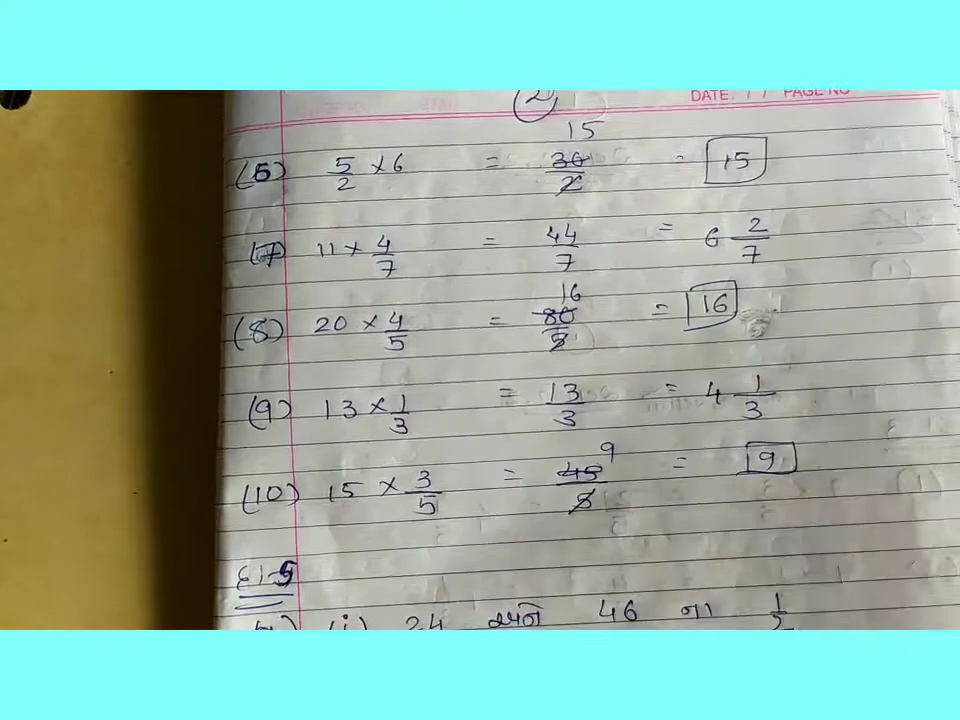 (2)
DATE. / / PAGE NO
(6) 5/2 × 6 = 30/2 15 = 15
(7) 11 × 4/7 = 44/7 = 6 2/7
(8) 20 × 4/5 = 80/5 16 = 16
(9) 13 × 1/3 = 13/3 = 4 1/3
(10) 15 × 3/5 = 45/5 9 = 9
દા-5
(i) 24 અને 46 ના 1/2